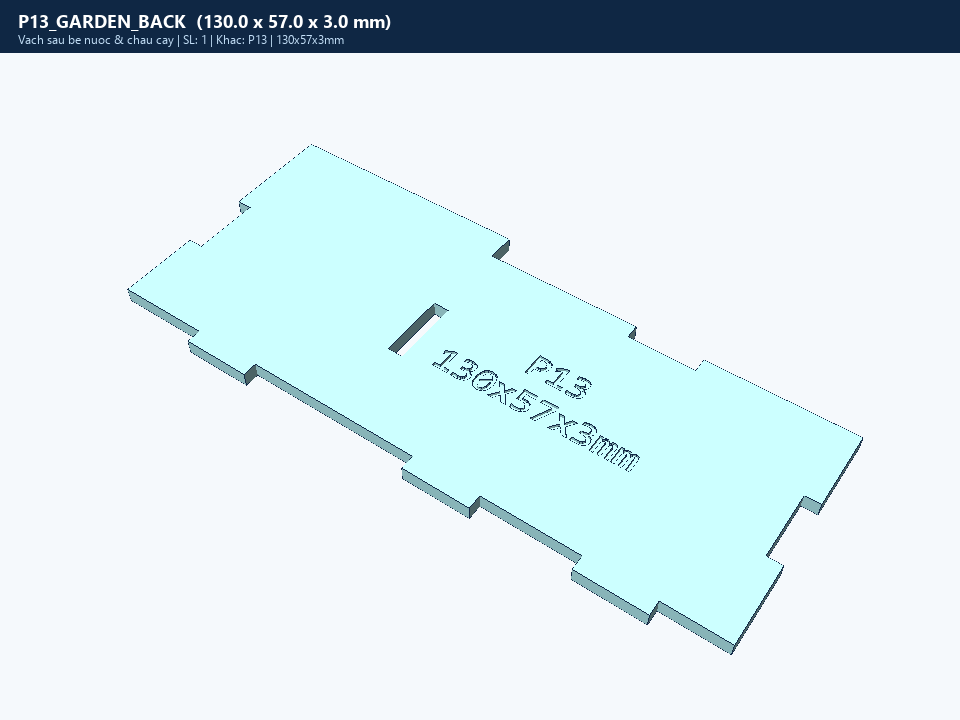 P13_GARDEN_BACK (130.0 x 57.0 x 3.0 mm)
Vach sau be nuoc & chau cay | SL: 1 | Khac: P13 | 130x57x3mm
P13
130x57x3mm